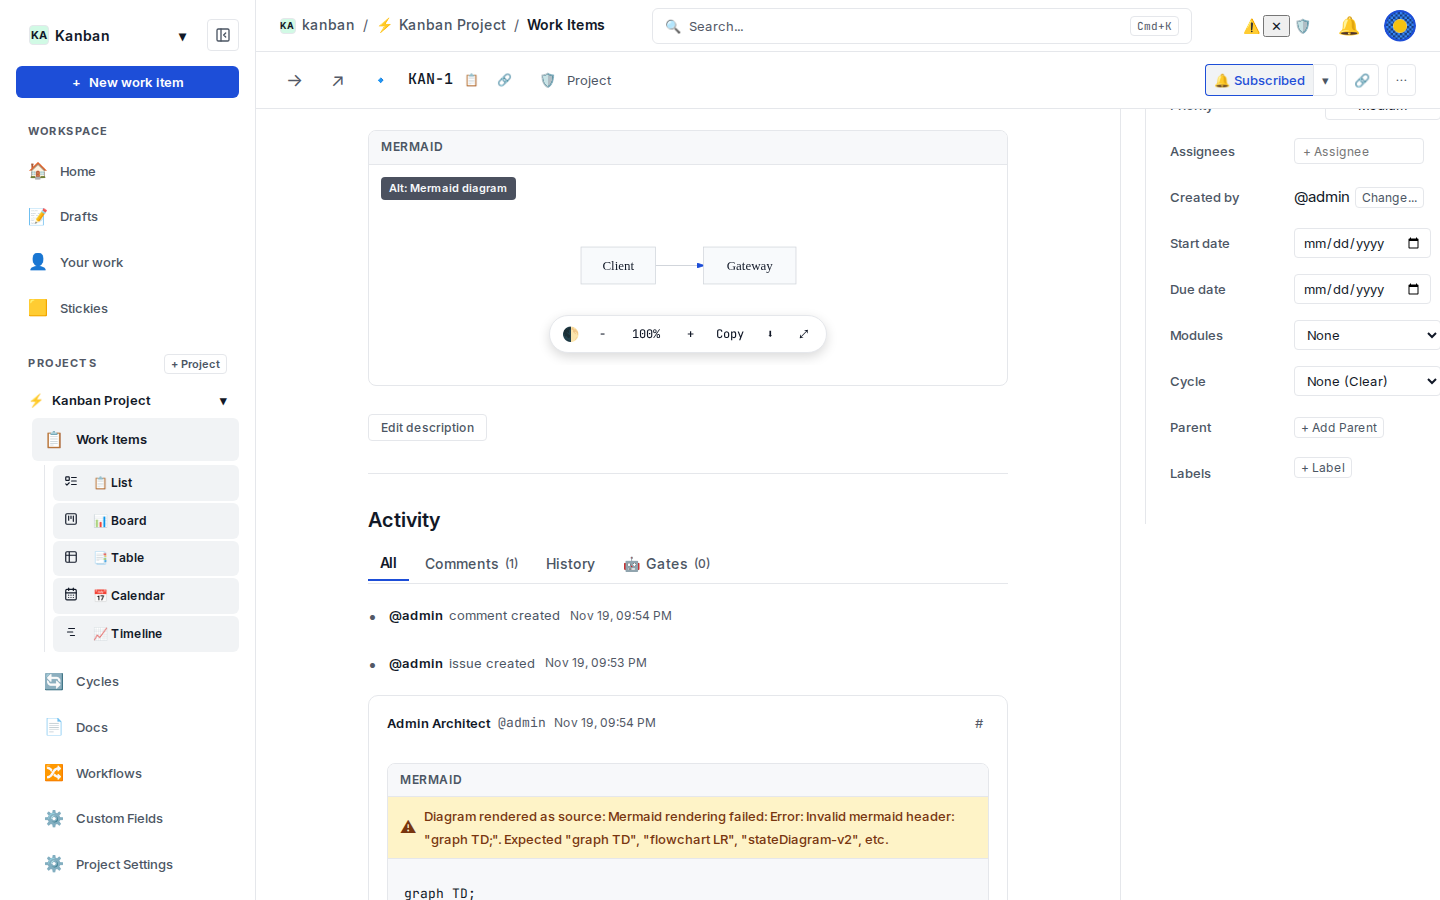 KA Kanban ▾
+ New work item
WORKSPACE
Home
Drafts
Your work
Stickies
PROJECTS
+ Project
Kanban Project ▾
Work Items
List
Board
Table
Calendar
Timeline
Cycles
Docs
Workflows
Custom Fields
Project Settings
KA kanban / Kanban Project / Work Items
Search...
Cmd+K
KAN-1
Project
Subscribed
MERMAID
Alt: Mermaid diagram
Client
Gateway
- 100% + Copy
Edit description
Activity
All
Comments (1)
History
Gates (0)
• @admin comment created Nov 19, 09:54 PM
• @admin issue created Nov 19, 09:53 PM
Admin Architect @admin Nov 19, 09:54 PM #
MERMAID
Diagram rendered as source: Mermaid rendering failed: Error: Invalid mermaid header:
"graph TD;". Expected "graph TD", "flowchart LR", "stateDiagram-v2", etc.
graph TD;
Assignees + Assignee
Created by @admin Change...
Start date mm/dd/yyyy
Due date mm/dd/yyyy
Modules None
Cycle None (Clear)
Parent + Add Parent
Labels + Label